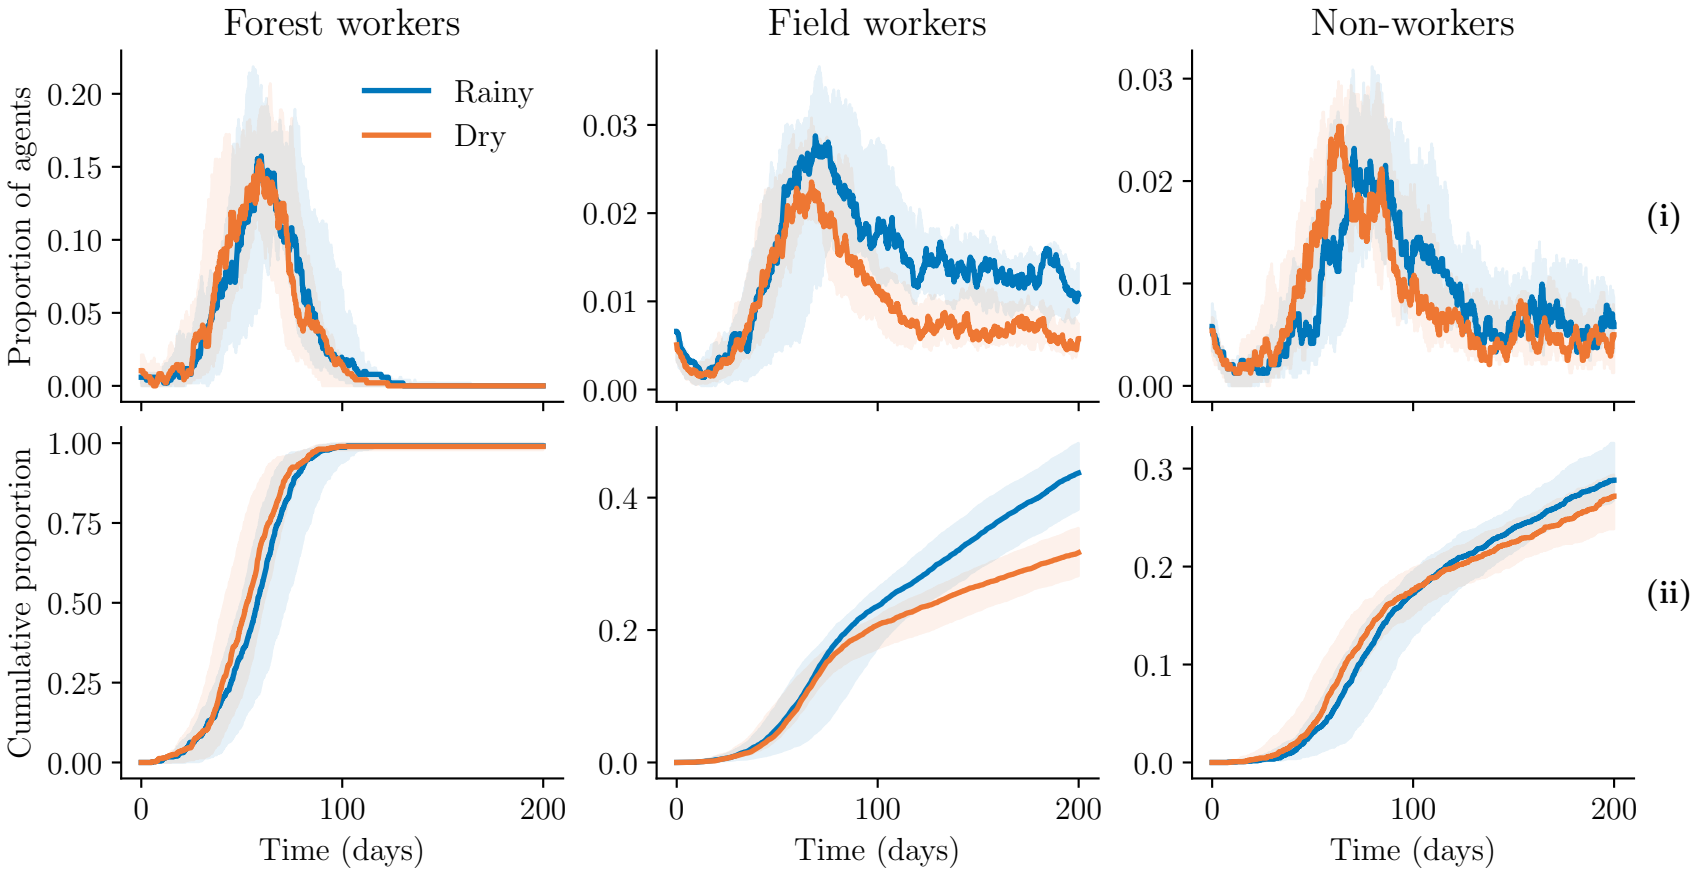 Forest workers
Field workers
Non-workers
Proportion of agents
0.20
0.15
0.10
0.05
0.00
Rainy
Dry
0.03
0.02
0.01
0.00
0.03
0.02
0.01
0.00
(i)
0
100
200
Cumulative proportion
1.00
0.75
0.50
0.25
0.00
0.4
0.2
0.0
0.3
0.2
0.1
0.0
(ii)
0
100
200
0
100
200
Time (days)
Time (days)
Time (days)